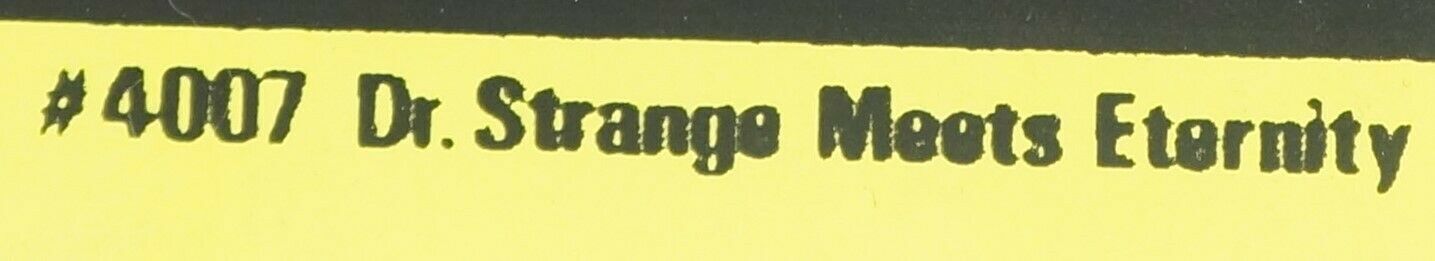 #4007 Dr. Strange Meets Eternity